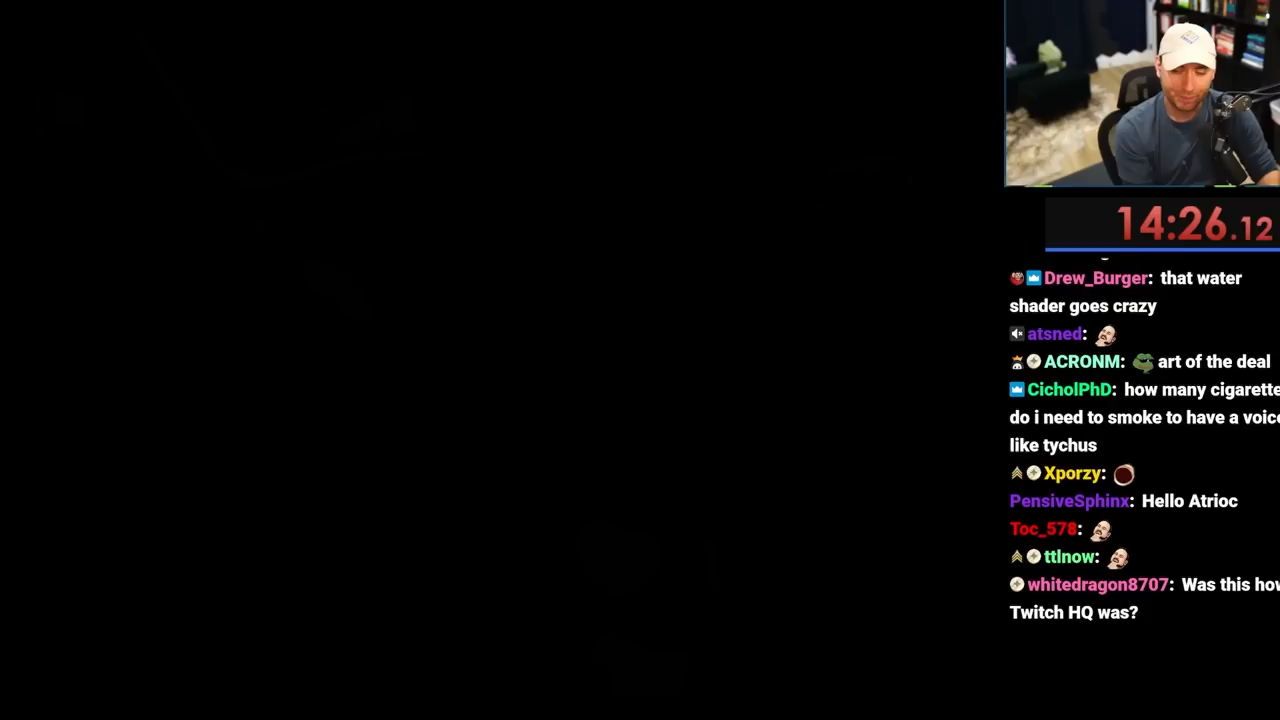 14:26.12
Drew_Burger: that water
shader goes crazy
atsned:
ACRONM: art of the deal
CicholPhD: how many cigarette
do i need to smoke to have a voice
like tychus
Xporzy:
PensiveSphinx: Hello Atrioc
Toc_578:
ttlnow:
whitedragon8707: Was this how
Twitch HQ was?